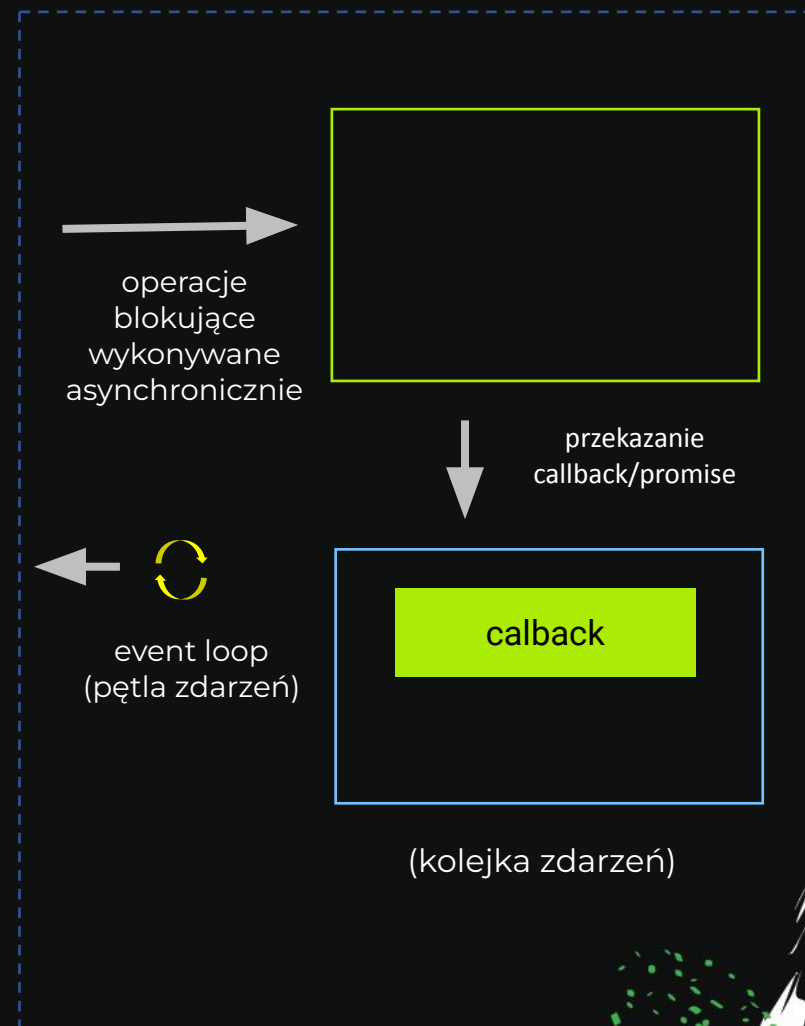 operacje
blokujące
wykonywane
asynchronicznie
przekazanie
callback/promise
calback
event loop
(pętla zdarzeń)
(kolejka zdarzeń)